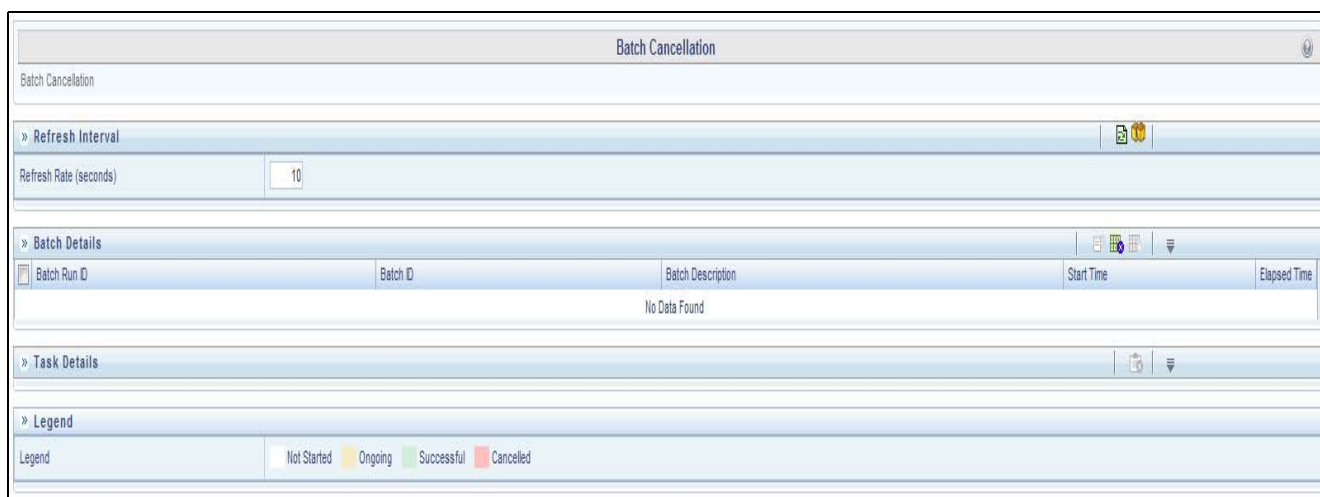 Batch Cancellation
Batch Cancellation
» Refresh Interval
Refresh Rate (seconds) 10
» Batch Details
Batch Run ID Batch ID Batch Description Start Time Elapsed Time
No Data Found
» Task Details
» Legend
Legend Not Started Ongoing Successful Cancelled